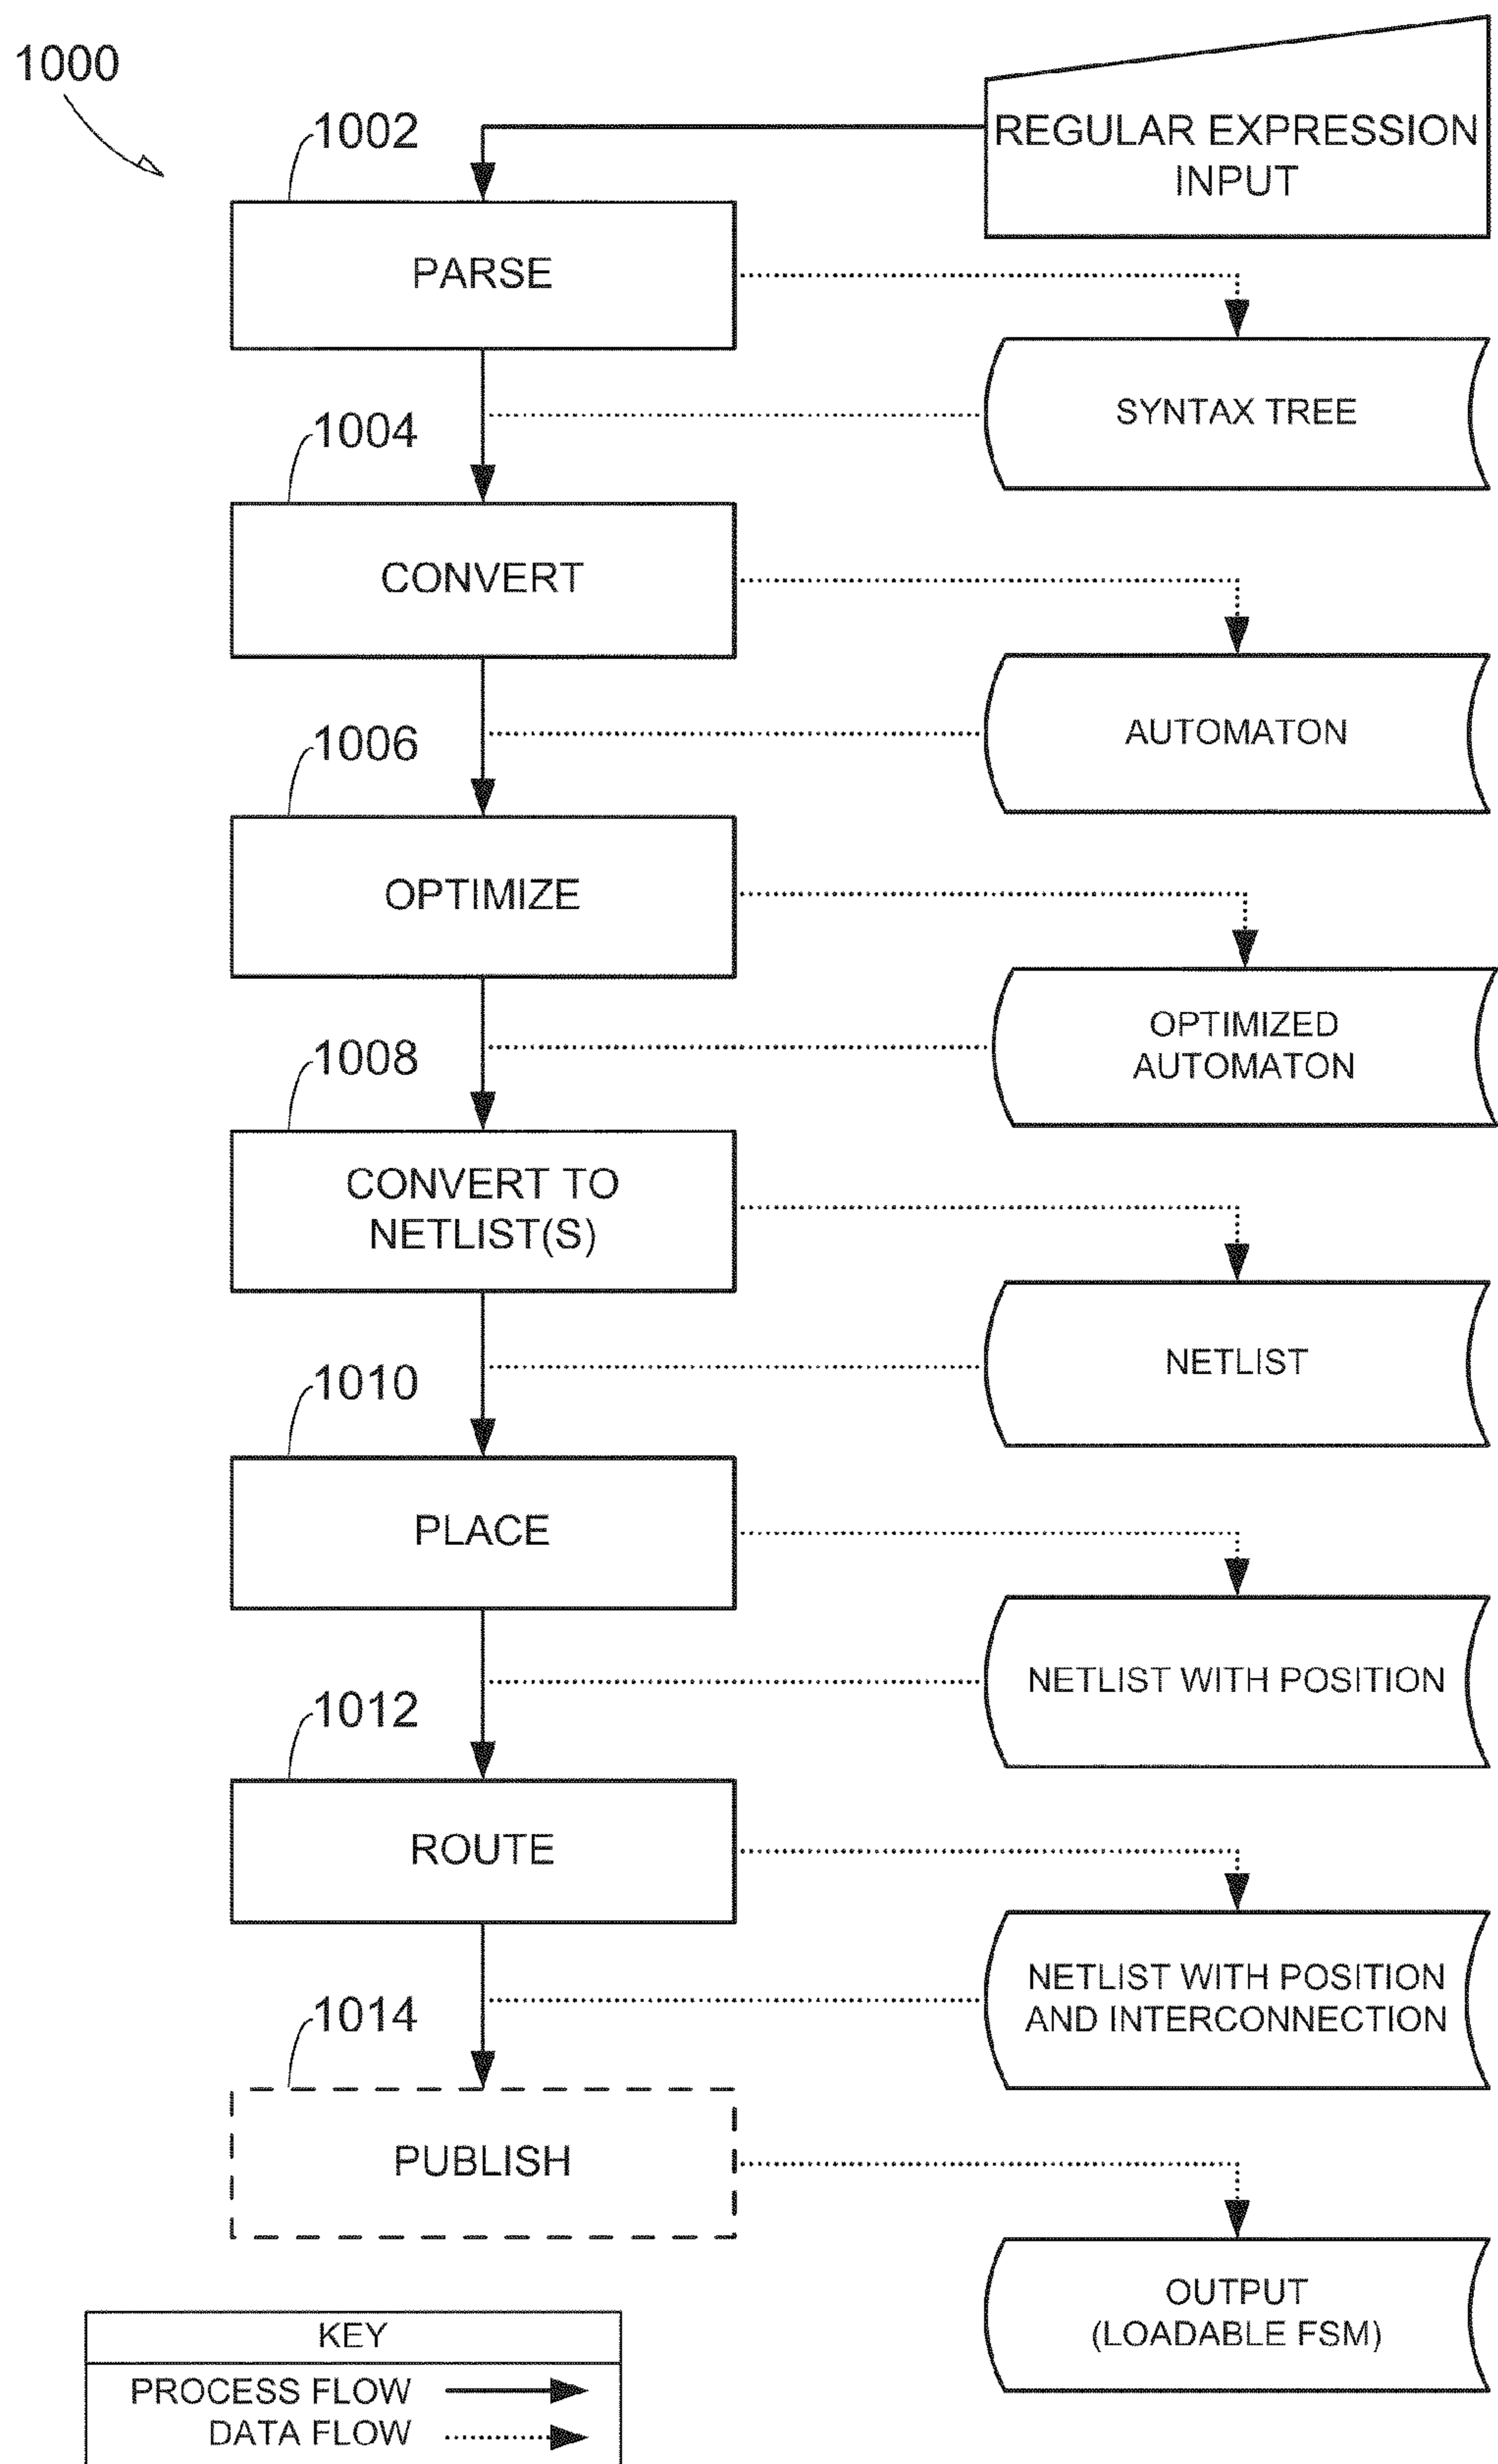 1000
REGULAR EXPRESSION
INPUT
1002
PARSE
SYNTAX TREE
1004
CONVERT
AUTOMATON
1006
OPTIMIZE
OPTIMIZED
AUTOMATON
1008
CONVERT TO
NETLIST(S)
NETLIST
1010
PLACE
NETLIST WITH POSITION
1012
ROUTE
NETLIST WITH POSITION
AND INTERCONNECTION
1014
PUBLISH
OUTPUT
(LOADABLE FSM)
KEY
PROCESS FLOW
DATA FLOW